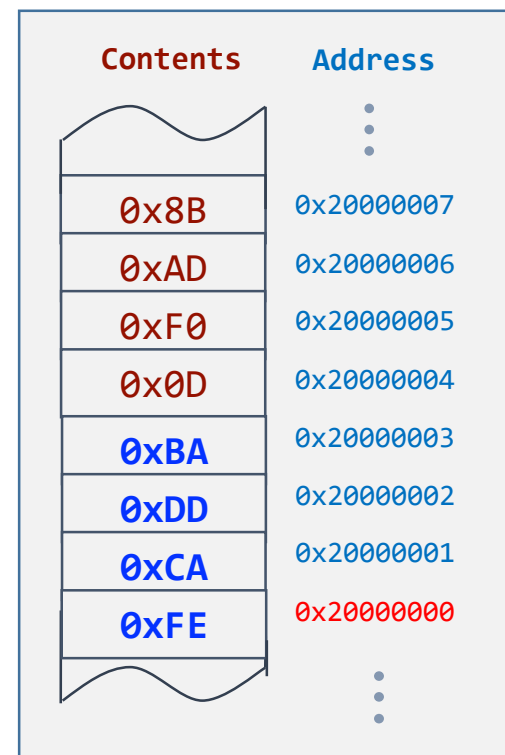 Contents Address
0x8B 0x20000007
0xAD 0x20000006
0xF0 0x20000005
0x0D 0x20000004
0xBA 0x20000003
0xDD 0x20000002
0xCA 0x20000001
0xFE 0x20000000